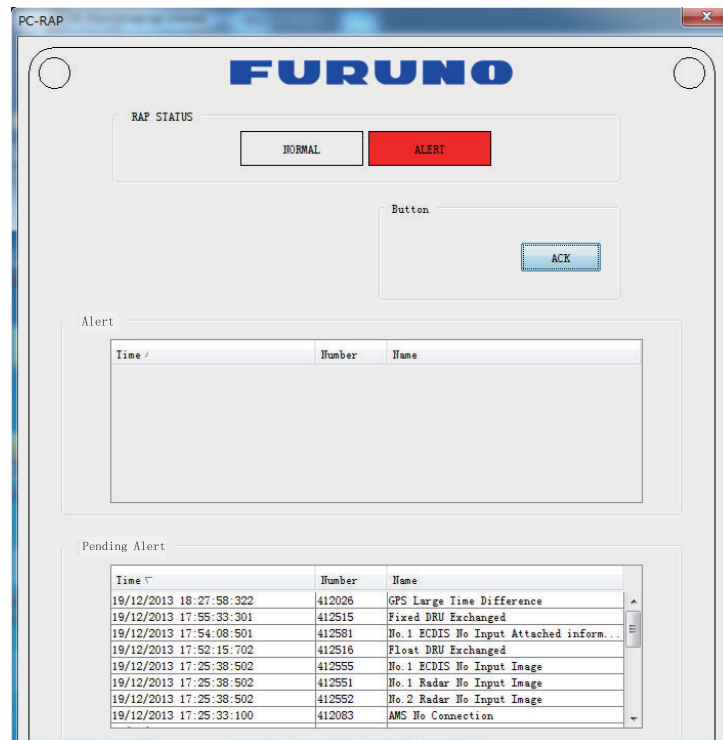 PC-RAP
x
FURUNO
RAP STATUS
NORMAL ALERT
Button
ACK
Alert
Time / Number Name
Pending Alert
Time ▽ Number Name
19/12/2013 18:27:58:322 412026 GPS Large Time Difference
19/12/2013 17:55:33:301 412515 Fixed DRU Exchanged
19/12/2013 17:54:08:501 412581 No.1 ECDIS No Input Attached inform...
19/12/2013 17:52:15:702 412516 Float DRU Exchanged
19/12/2013 17:25:38:502 412555 No.1 ECDIS No Input Image
19/12/2013 17:25:38:502 412551 No.1 Radar No Input Image
19/12/2013 17:25:38:502 412552 No.2 Radar No Input Image
19/12/2013 17:25:33:100 412083 AMS No Connection